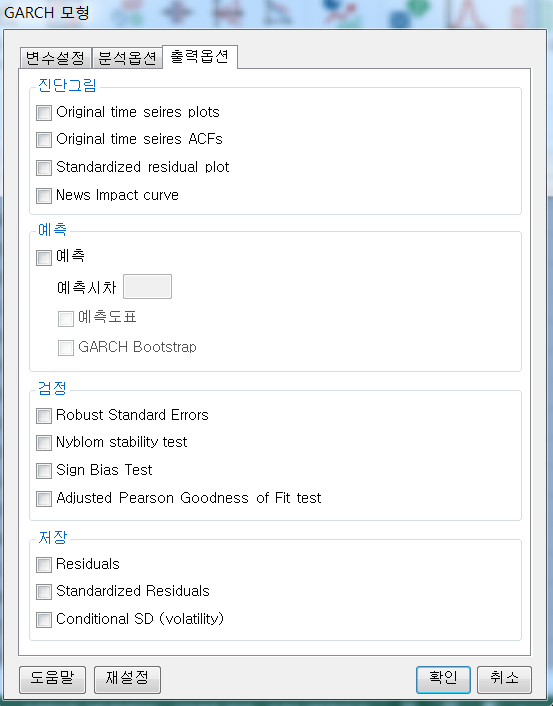 GARCH 모형
변수설정 분석옵션 출력옵션
진단그림
Original time seires plots
Original time seires ACFs
Standardized residual plot
News Impact curve
예측
예측
예측시차
예측도표
GARCH Bootstrap
검정
Robust Standard Errors
Nyblom stability test
Sign Bias Test
Adjusted Pearson Goodness of Fit test
저장
Residuals
Standardized Residuals
Conditional SD (volatility)
도움말 재설정 확인 취소